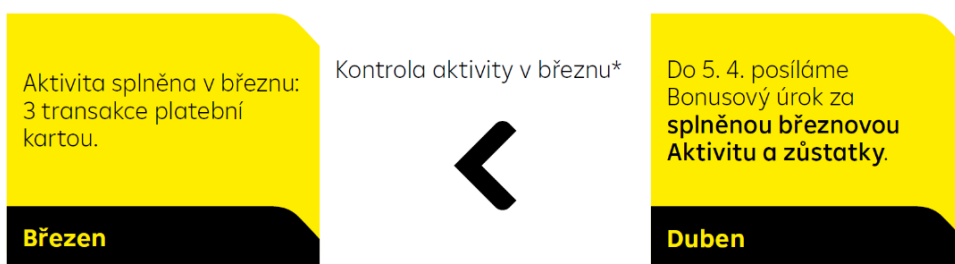 Aktivita splněna v březnu:
3 transakce platební
kartou.
Březen
Kontrola aktivity v březnu*
Do 5. 4. posíláme
Bonusový úrok za
splněnou březnovou
Aktivitu a zůstatky.
Duben